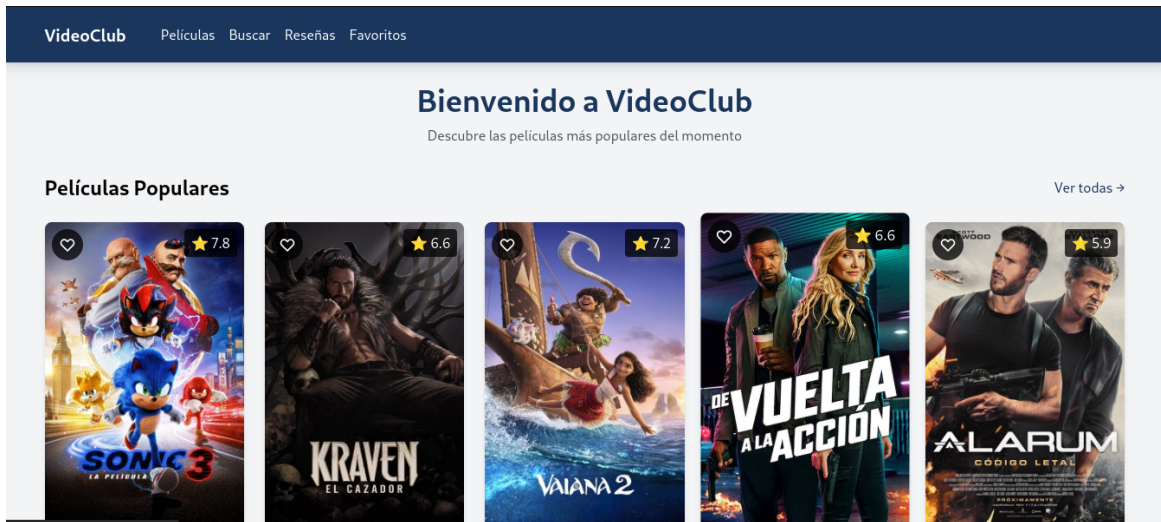 VideoClub Películas Buscar Reseñas Favoritos
Bienvenido a VideoClub
Descubre las películas más populares del momento
Películas Populares
Ver todas →
7.8
6.6
7.2
6.6
5.9
SONIC 3
LA PELÍCULA
KRAVEN
EL CAZADOR
VAIANA 2
DE VUELTA
A LA ACCIÓN
EASTWOOD
ALARUM
CÓDIGO LETAL
PRÓXIMAMENTE